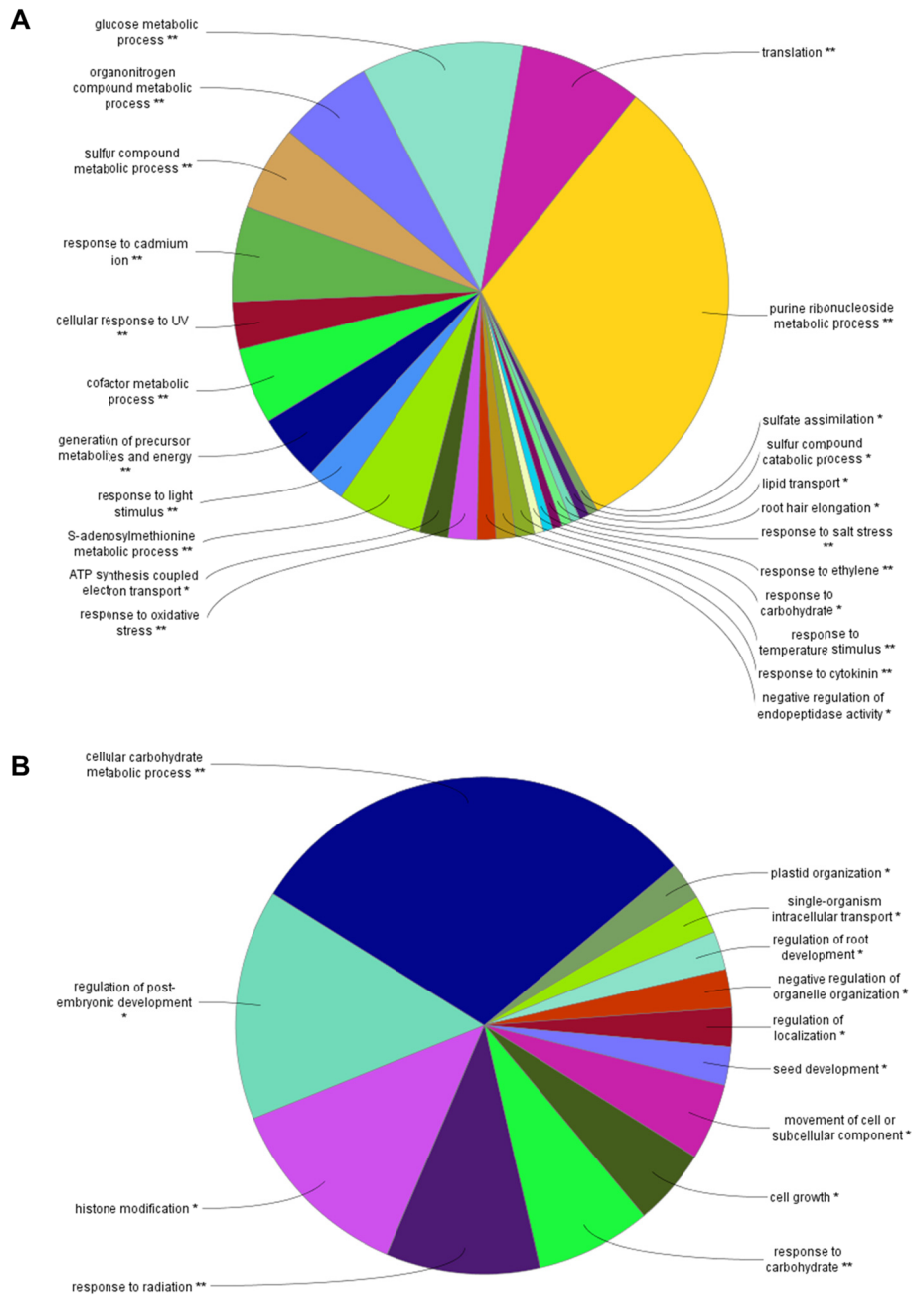 A
glucose metabolic
process **
organonitrogen
compound metabolic
process **
sulfur compound
metabolic process **
response to cadmium
ion **
cellular response to UV
**
cofactor metabolic
process **
generation of precursor
metabolites and energy
**
response to light
stimulus **
S-adenosylmethionine
metabolic process **
ATP synthesis coupled
electron transport *
response to oxidative
stress **
translation **
purine ribonucleoside
metabolic process **
sulfate assimilation *
sulfur compound
catabolic process *
lipid transport *
root hair elongation *
response to salt stress
**
response to ethylene **
response to
carbohydrate *
response to
temperature stimulus **
response to cytokinin **
negative regulation of
endopeptidase activity *
B
cellular carbohydrate
metabolic process **
regulation of post-
embryonic development
*
histone modification *
response to radiation **
plastid organization *
single-organism
intracellular transport *
regulation of root
development *
negative regulation of
organelle organization *
regulation of
localization *
seed development *
movement of cell or
subcellular component *
cell growth *
response to
carbohydrate **